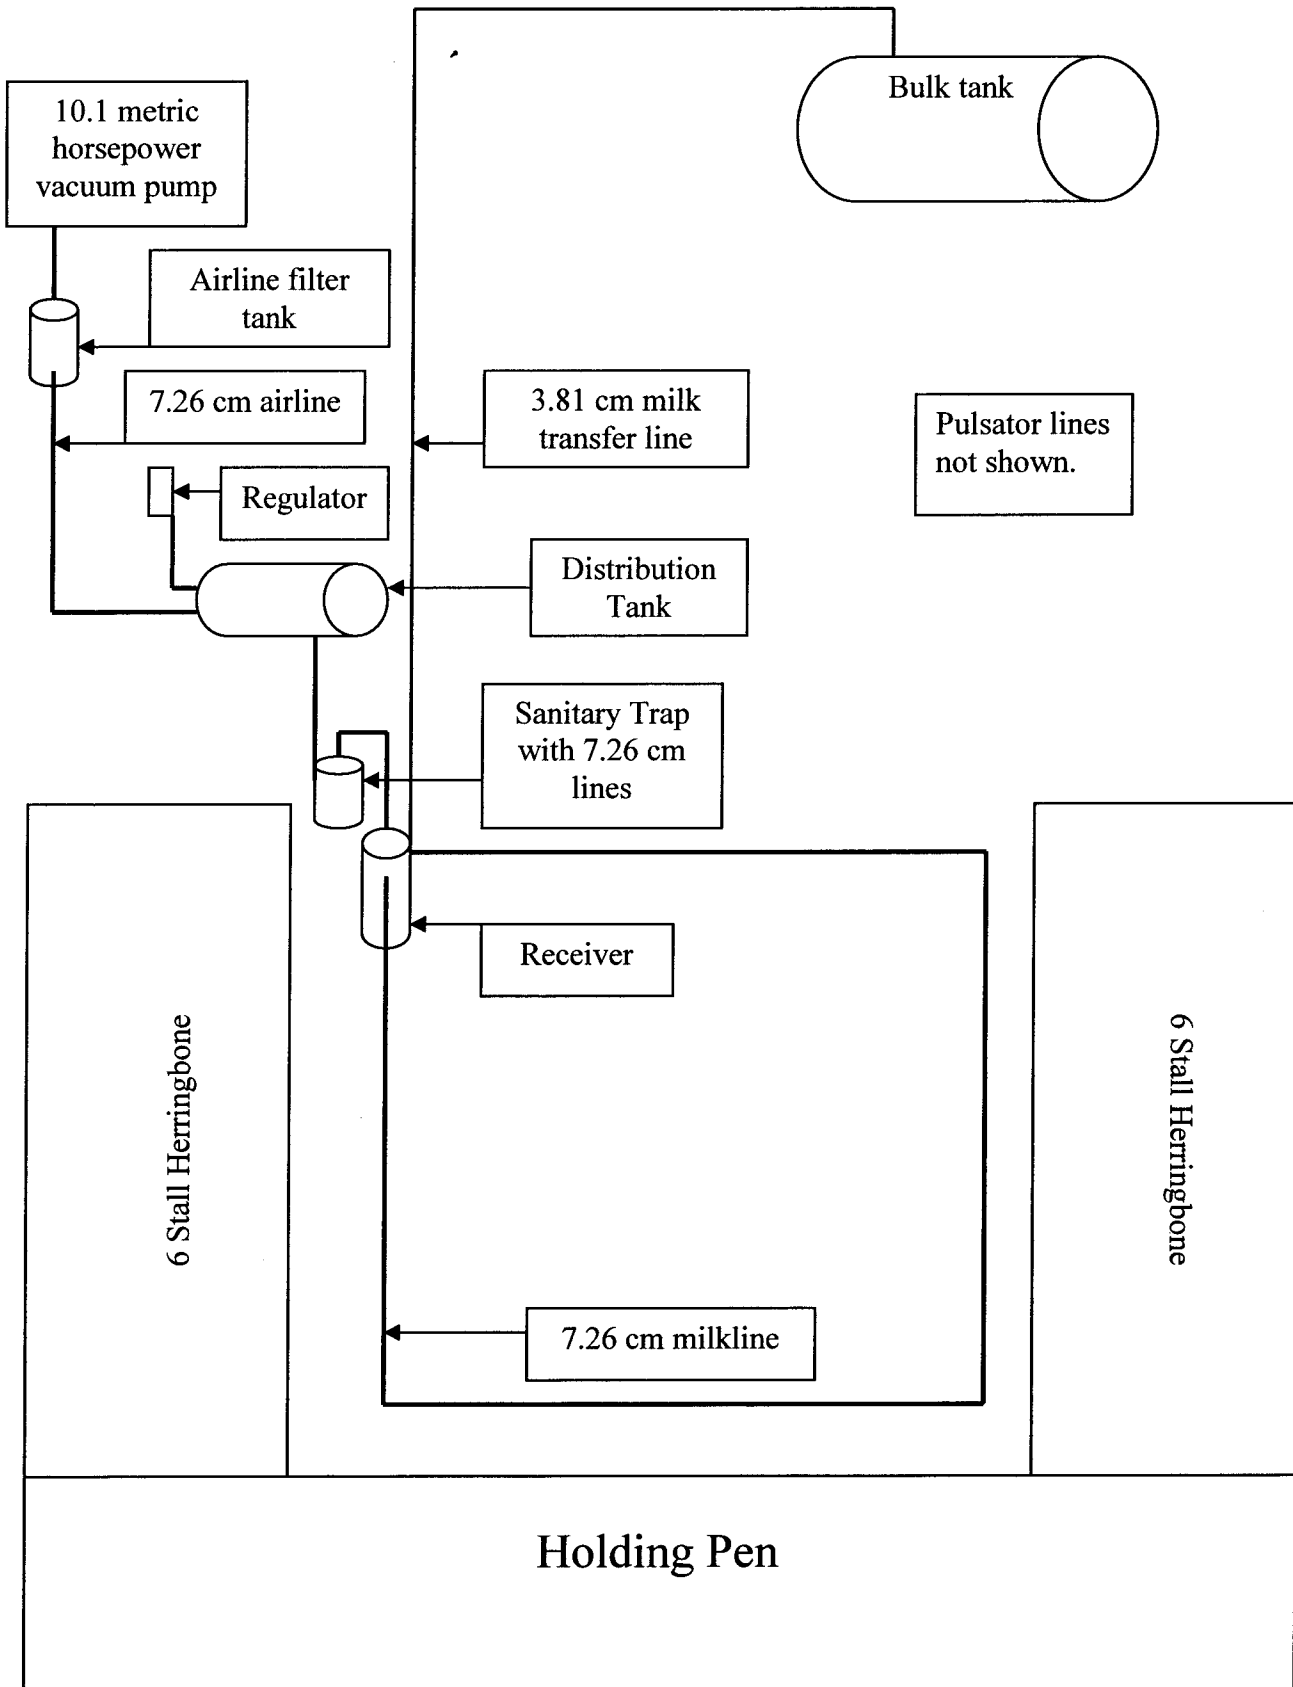 Bulk tank
10.1 metric
horsepower
vacuum pump
Airline filter
tank
7.26 cm airline
3.81 cm milk
transfer line
Pulsator lines
not shown.
Regulator
Distribution
Tank
Sanitary Trap
with 7.26 cm
lines
Receiver
6 Stall Herringbone
6 Stall Herringbone
7.26 cm milkline
Holding Pen